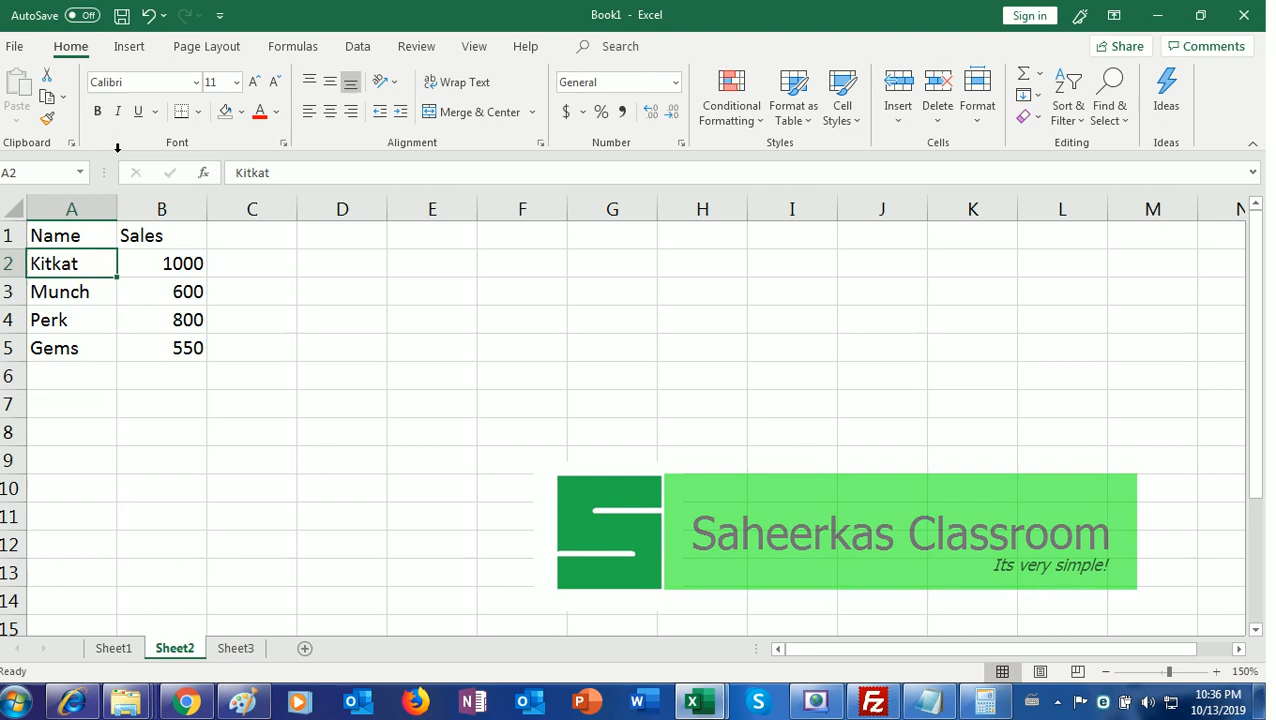 AutoSave Off
Book1 - Excel
Sign in
File Home Insert Page Layout Formulas Data Review View Help Search Share Comments
Paste
Clipboard
Calibri 11
B I U
A A A
Font
Wrap Text
Merge & Center
Alignment
General
$ % ,
Number
Conditional Formatting
Format as Table
Cell Styles
Styles
Insert Delete Format
Cells
Sort & Filter
Find & Select
Editing
Ideas
Ideas
A2 fx Kitkat
A B C D E F G H I J K L M N
1 Name Sales
2 Kitkat 1000
3 Munch 600
4 Perk 800
5 Gems 550
6
7
8
9
10
11
12
13
14
15
S Saheerkas Classroom
Its very simple!
Sheet1 Sheet2 Sheet3
Ready 150%
10:36 PM
10/13/2019